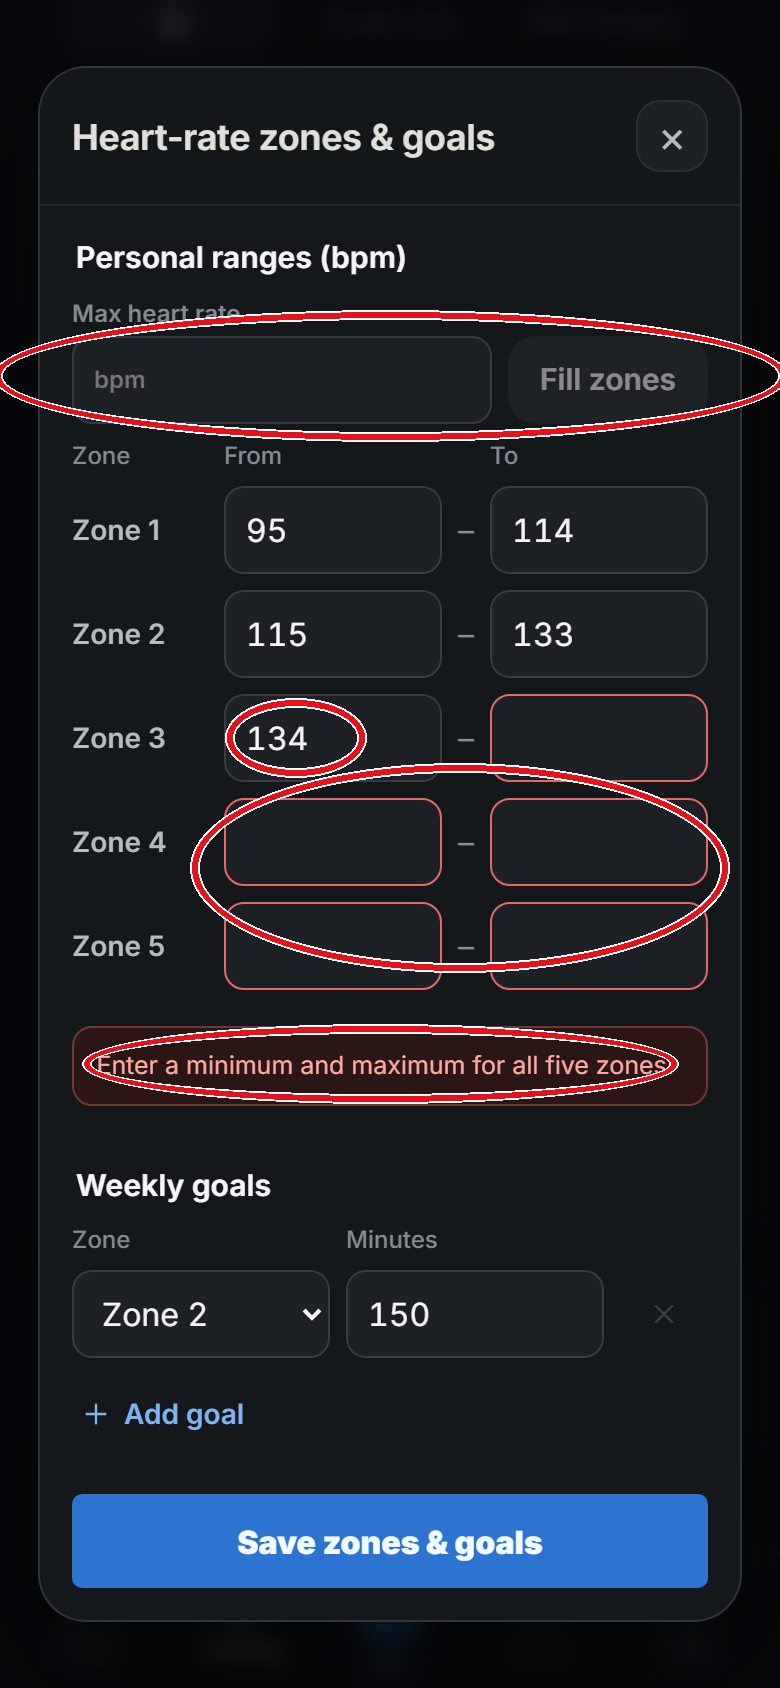 Heart-rate zones & goals
Personal ranges (bpm)
Max heart rate
bpm
Fill zones
Zone From To
Zone 1 95 – 114
Zone 2 115 – 133
Zone 3 134 –
Zone 4 –
Zone 5 –
Enter a minimum and maximum for all five zones
Weekly goals
Zone Minutes
Zone 2 150
+ Add goal
Save zones & goals